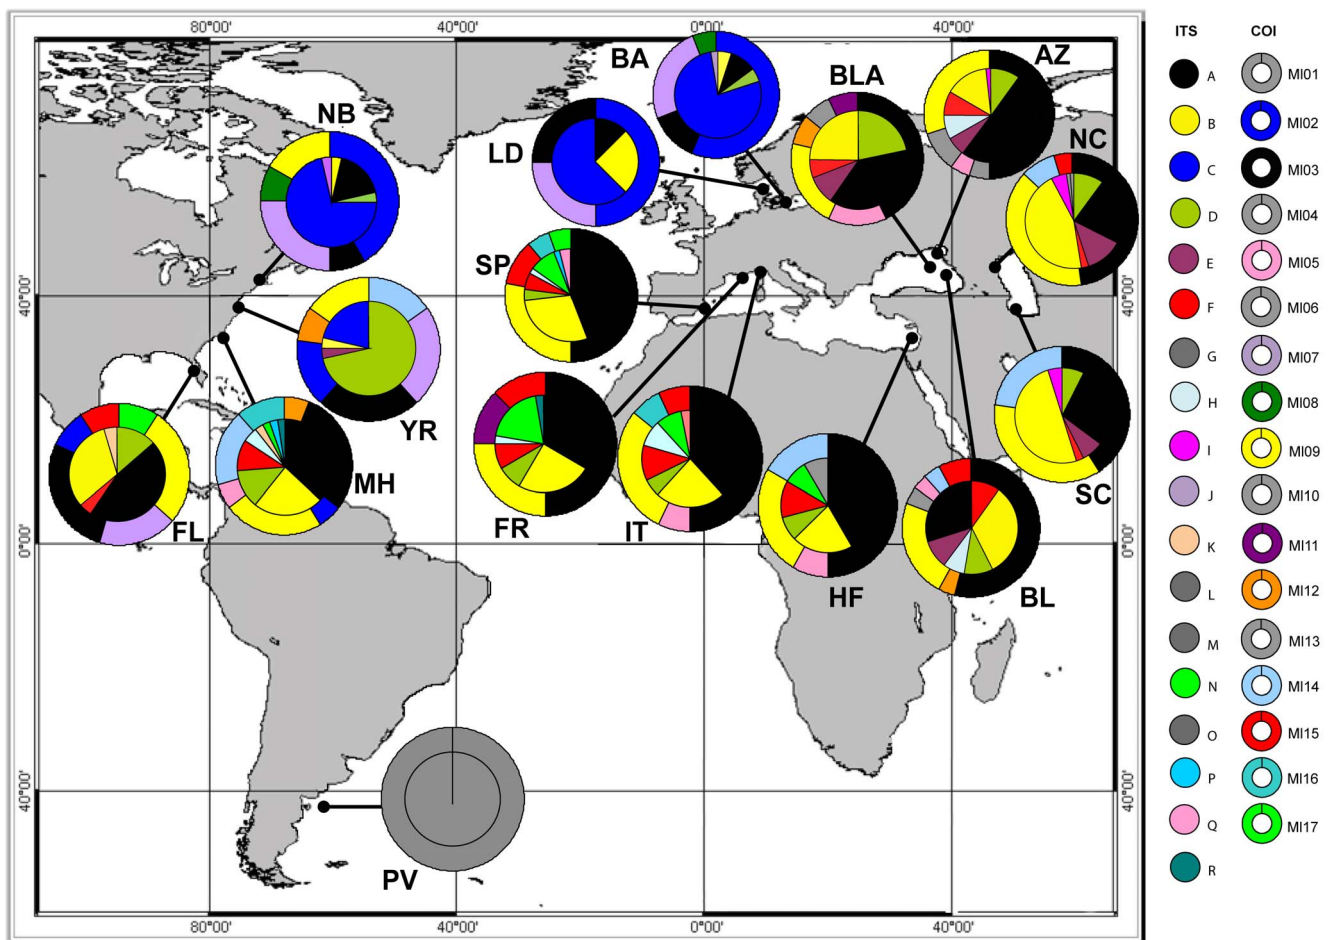 80°00'
40°00'
0°00'
40°00'
ITS
COI
BA
BLA
AZ
NB
LD
NC
SP
YR
FL
MH
FR
IT
HF
BL
SC
PV
40°00'
40°00'
0°00'
0°00'
40°00'
40°00'
80°00'
40°00'
0°00'
40°00'
A
MI01
B
MI02
C
MI03
D
MI04
E
MI05
F
MI06
G
MI07
H
MI08
I
MI09
J
MI10
K
MI11
L
MI12
M
MI13
N
MI14
O
MI15
P
MI16
Q
MI17
R